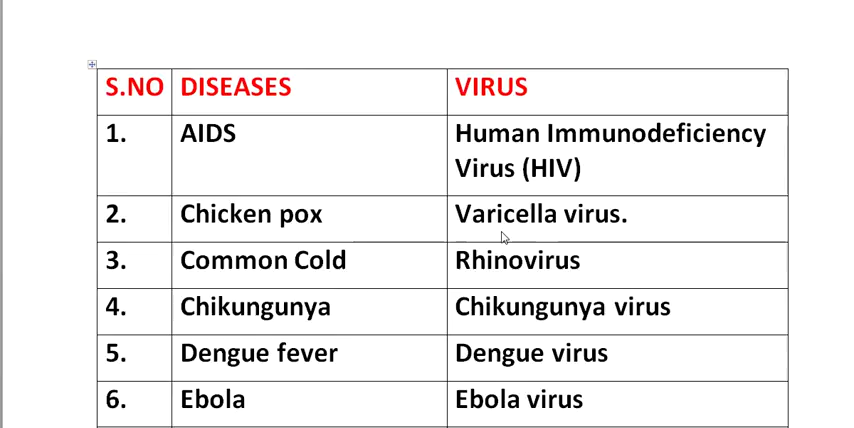 S.NO DISEASES VIRUS
1. AIDS Human Immunodeficiency
Virus (HIV)
2. Chicken pox Varicella virus.
3. Common Cold Rhinovirus
4. Chikungunya Chikungunya virus
5. Dengue fever Dengue virus
6. Ebola Ebola virus